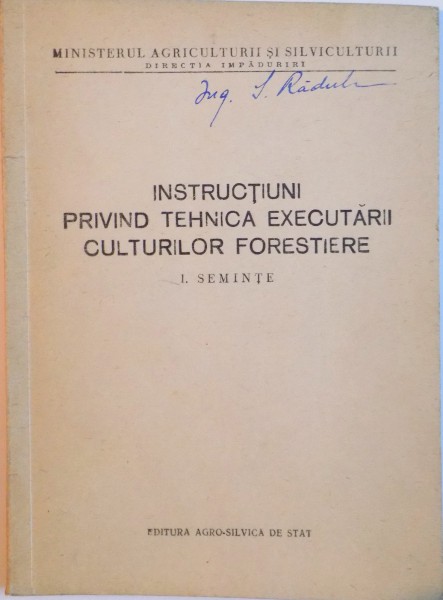 MINISTERUL AGRICULTURII ȘI SILVICULTURII
DIRECȚIA ÎMPĂDURIRI
Ing. S. Rădul
INSTRUCȚIUNI
PRIVIND TEHNICA EXECUTĂRII
CULTURILOR FORESTIERE
I. SEMINȚE
EDITURA AGRO-SILVICA DE STAT